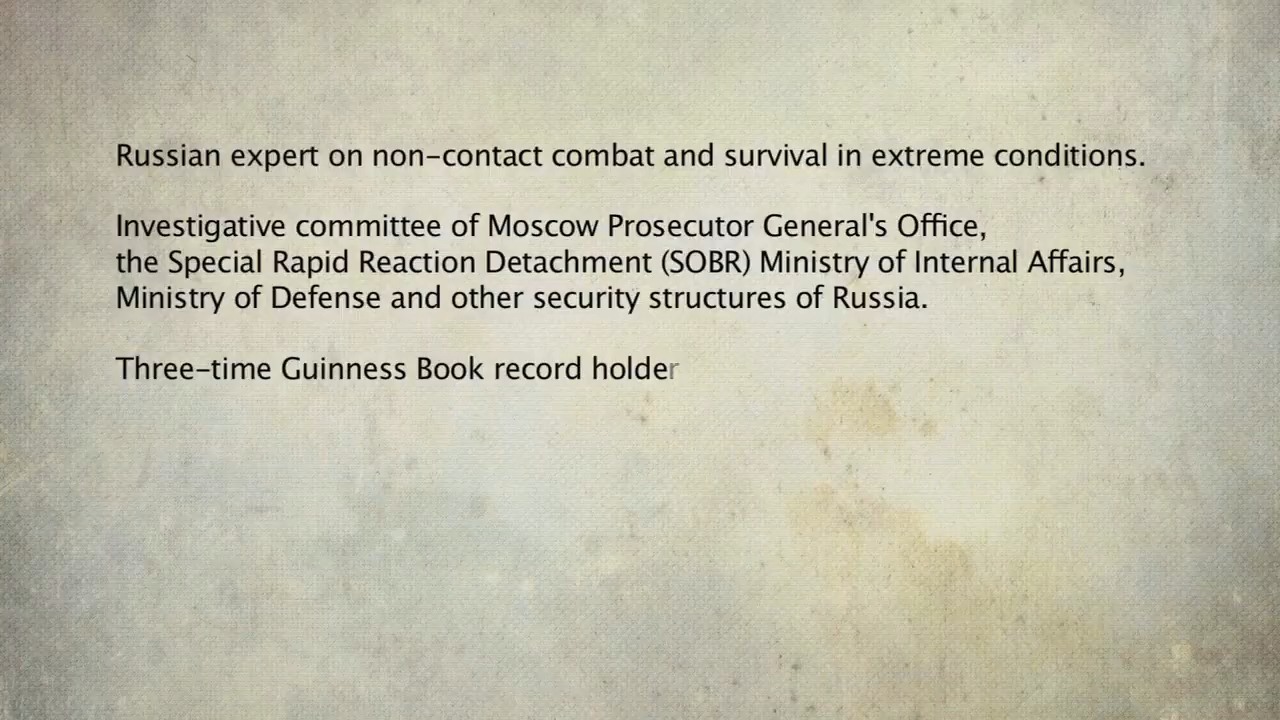 Russian expert on non-contact combat and survival in extreme conditions.
Investigative committee of Moscow Prosecutor General's Office,
the Special Rapid Reaction Detachment (SOBR) Ministry of Internal Affairs,
Ministry of Defense and other security structures of Russia.
Three-time Guinness Book record holder